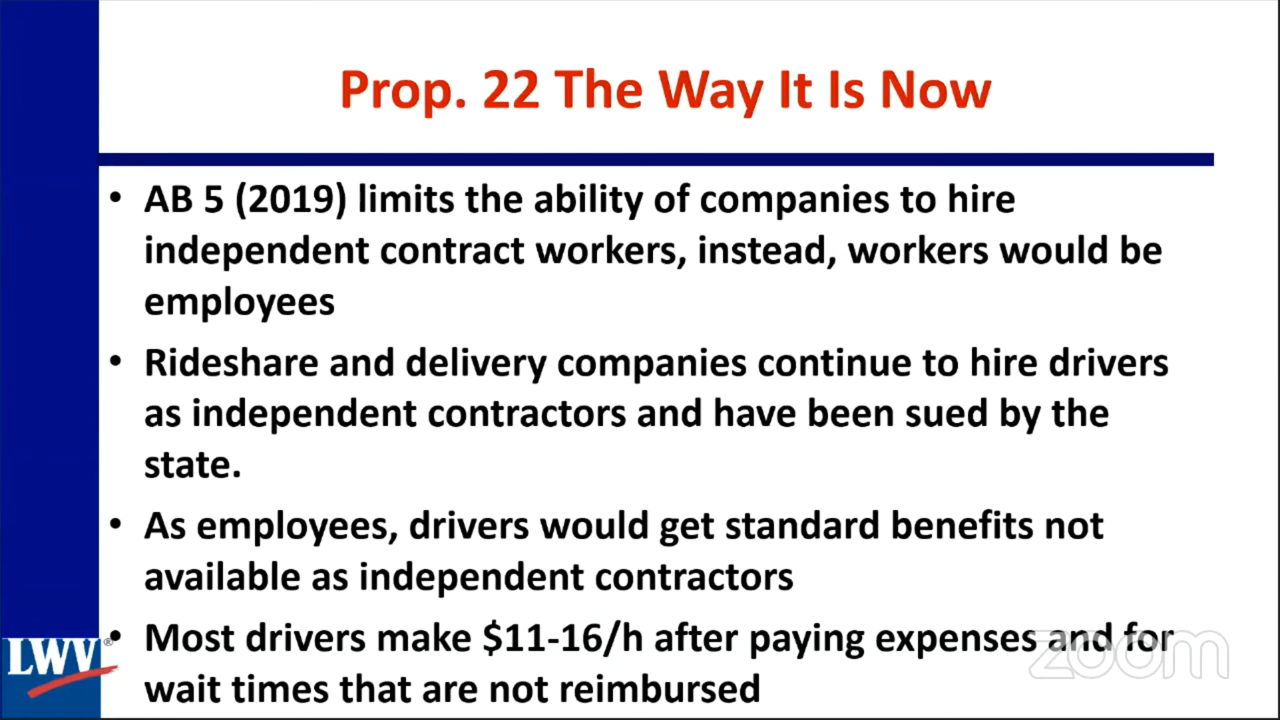 Prop. 22 The Way It Is Now
• AB 5 (2019) limits the ability of companies to hire
independent contract workers, instead, workers would be
employees
• Rideshare and delivery companies continue to hire drivers
as independent contractors and have been sued by the
state.
• As employees, drivers would get standard benefits not
available as independent contractors
• Most drivers make $11-16/h after paying expenses and for
wait times that are not reimbursed
LWV®
zoom